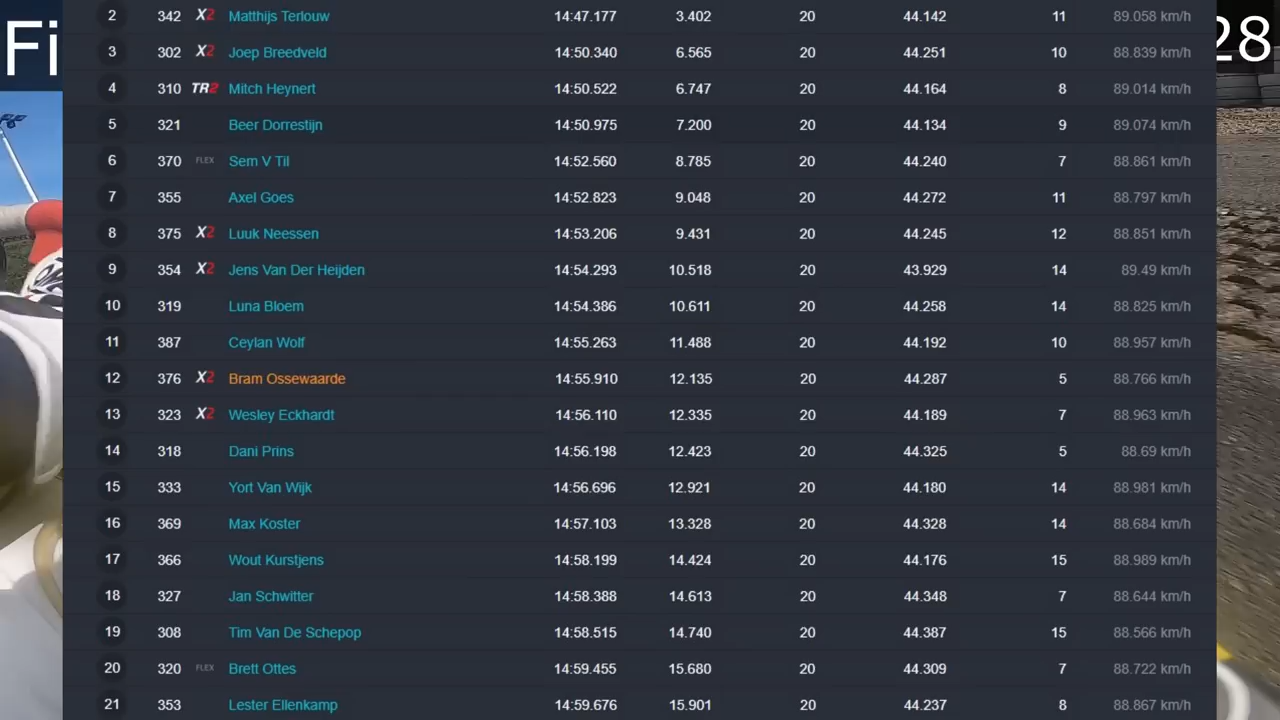 Fi
28
2 342 X2 Matthijs Terlouw 14:47.177 3.402 20 44.142 11 89.058 km/h
3 302 X2 Joep Breedveld 14:50.340 6.565 20 44.251 10 88.839 km/h
4 310 TR2 Mitch Heynert 14:50.522 6.747 20 44.164 8 89.014 km/h
5 321 Beer Dorrestijn 14:50.975 7.200 20 44.134 9 89.074 km/h
6 370 FLEX Sem V Til 14:52.560 8.785 20 44.240 7 88.861 km/h
7 355 Axel Goes 14:52.823 9.048 20 44.272 11 88.797 km/h
8 375 X2 Luuk Neessen 14:53.206 9.431 20 44.245 12 88.851 km/h
9 354 X2 Jens Van Der Heijden 14:54.293 10.518 20 43.929 14 89.49 km/h
10 319 Luna Bloem 14:54.386 10.611 20 44.258 14 88.825 km/h
11 387 Ceylan Wolf 14:55.263 11.488 20 44.192 10 88.957 km/h
12 376 X2 Bram Ossewaarde 14:55.910 12.135 20 44.287 5 88.766 km/h
13 323 X2 Wesley Eckhardt 14:56.110 12.335 20 44.189 7 88.963 km/h
14 318 Dani Prins 14:56.198 12.423 20 44.325 5 88.69 km/h
15 333 Yort Van Wijk 14:56.696 12.921 20 44.180 14 88.981 km/h
16 369 Max Koster 14:57.103 13.328 20 44.328 14 88.684 km/h
17 366 Wout Kurstjens 14:58.199 14.424 20 44.176 15 88.989 km/h
18 327 Jan Schwitter 14:58.388 14.613 20 44.348 7 88.644 km/h
19 308 Tim Van De Schepop 14:58.515 14.740 20 44.387 15 88.566 km/h
20 320 FLEX Brett Ottes 14:59.455 15.680 20 44.309 7 88.722 km/h
21 353 Lester Ellenkamp 14:59.676 15.901 20 44.237 8 88.867 km/h